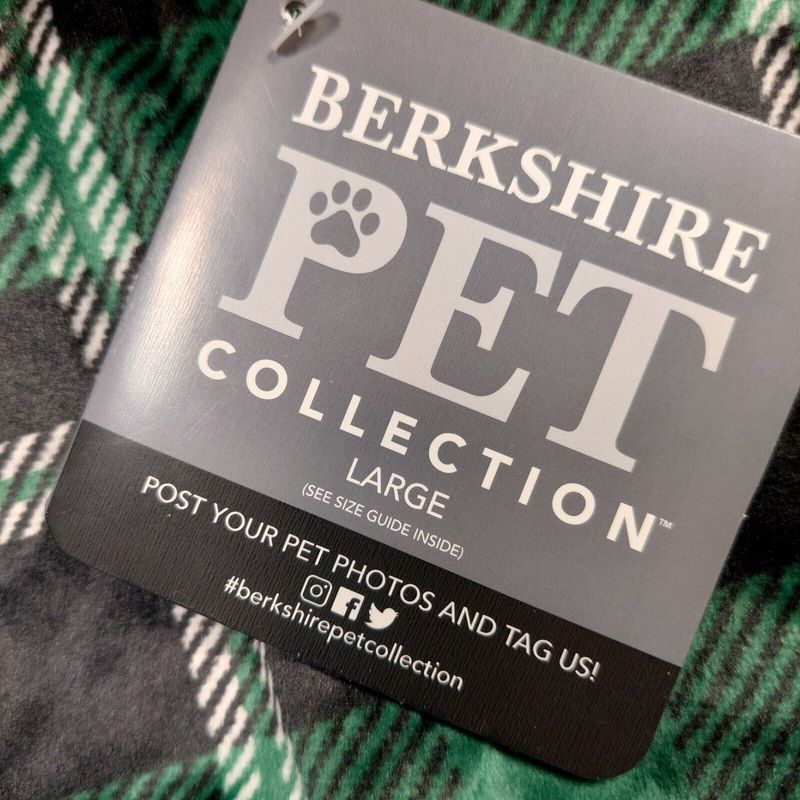 BERKSHIRE
PET
COLLECTION™
LARGE
(SEE SIZE GUIDE INSIDE)
POST YOUR PET PHOTOS AND TAG US!
#berkshirepetcollection